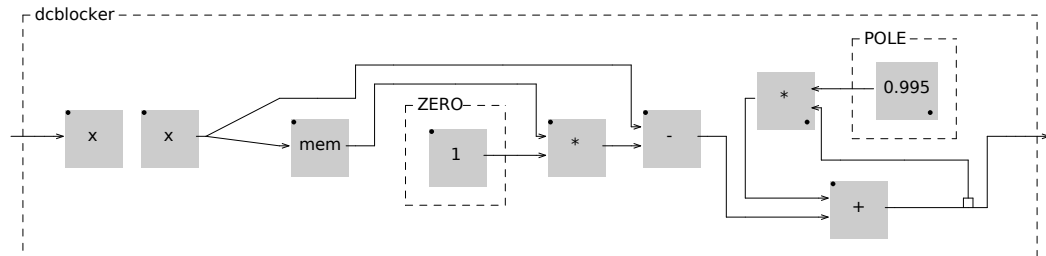 dcblocker
POLE
0.995
*
ZERO
x
x
mem
1
*
-
+